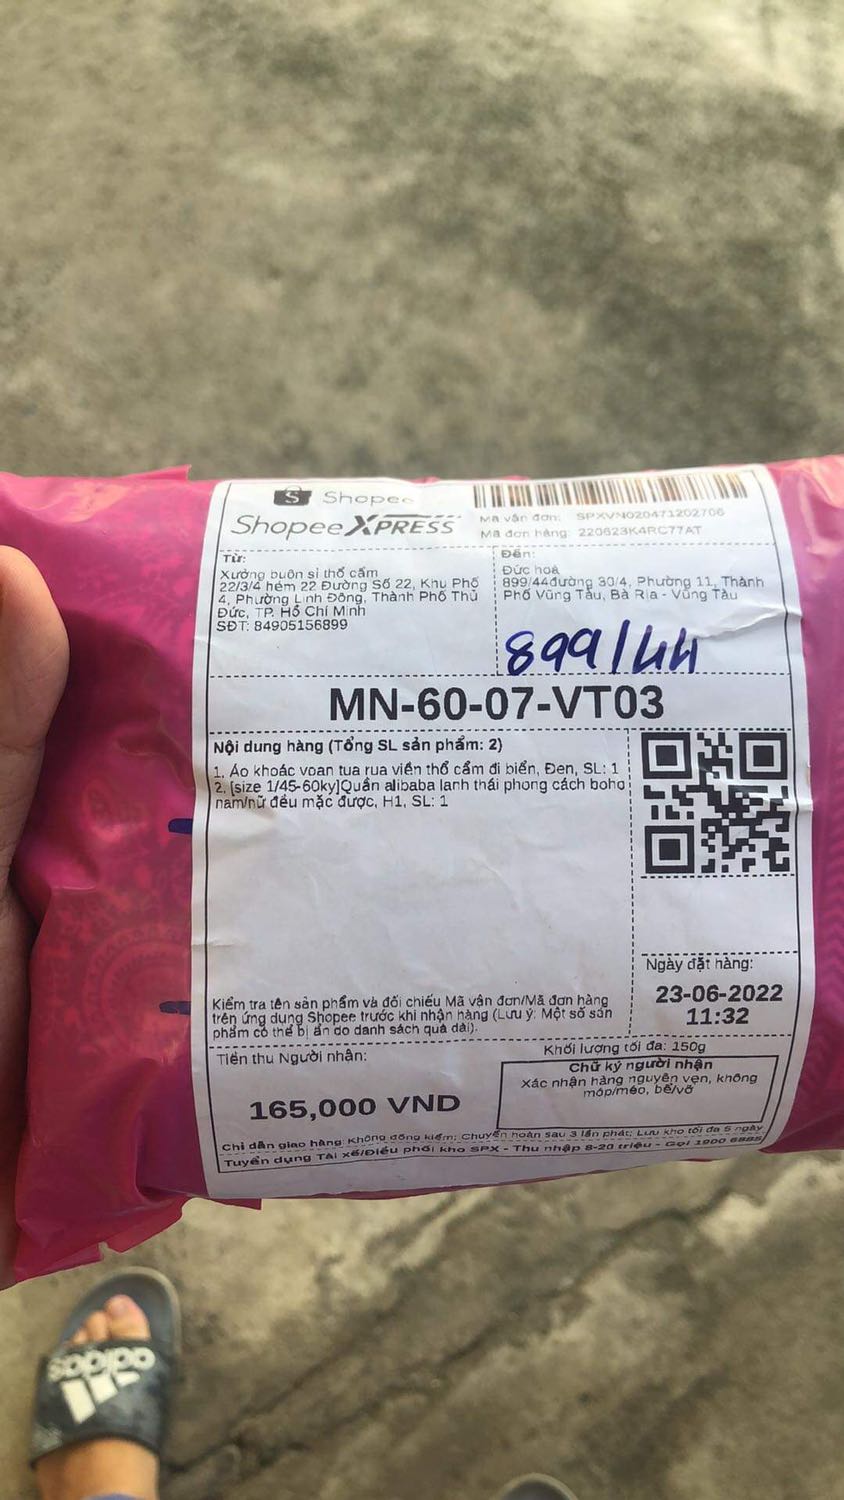 Shopee
Shopee XPRESS
Mã vận đơn: SPXVN020471202706
Mã đơn hàng: 220623K4RC77AT
Từ:
Xưởng buôn sỉ thổ cẩm
22/3/4 hẻm 22 Đường Số 22, Khu Phố
4, Phường Linh Đông, Thành Phố Thủ
Đức, TP. Hồ Chí Minh
SĐT: 84905156899
Đến:
Đức hoà
899/44đường 30/4, Phường 11, Thành
Phố Vũng Tàu, Bà Rịa - Vũng Tàu
899/44
MN-60-07-VT03
Nội dung hàng (Tổng SL sản phẩm: 2)
1. Áo khoác voan tua rua viền thổ cẩm đi biển, Đen, SL: 1
2. [size 1/45-60ky]Quần alibaba lanh thái phong cách boho
nam/nữ đều mặc được, H1, SL: 1
Kiểm tra tên sản phẩm và đối chiếu Mã vận đơn/Mã đơn hàng
trên ứng dụng Shopee trước khi nhận hàng (Lưu ý: Một số sản
phẩm có thể bị ẩn do danh sách quá dài).
Ngày đặt hàng:
23-06-2022
11:32
Tiền thu Người nhận:
165,000 VND
Khối lượng tối đa: 150g
Chữ ký người nhận
Xác nhận hàng nguyên vẹn, không
móp/méo, bể/vỡ
Chỉ dẫn giao hàng: Không đồng kiểm; Chuyển hoàn sau 3 lần phát; Lưu kho tối đa 5 ngày
Tuyển dụng Tài xế/Điều phối kho SPX - Thu nhập 8-20 triệu - Gọi 1900 6885
adidas